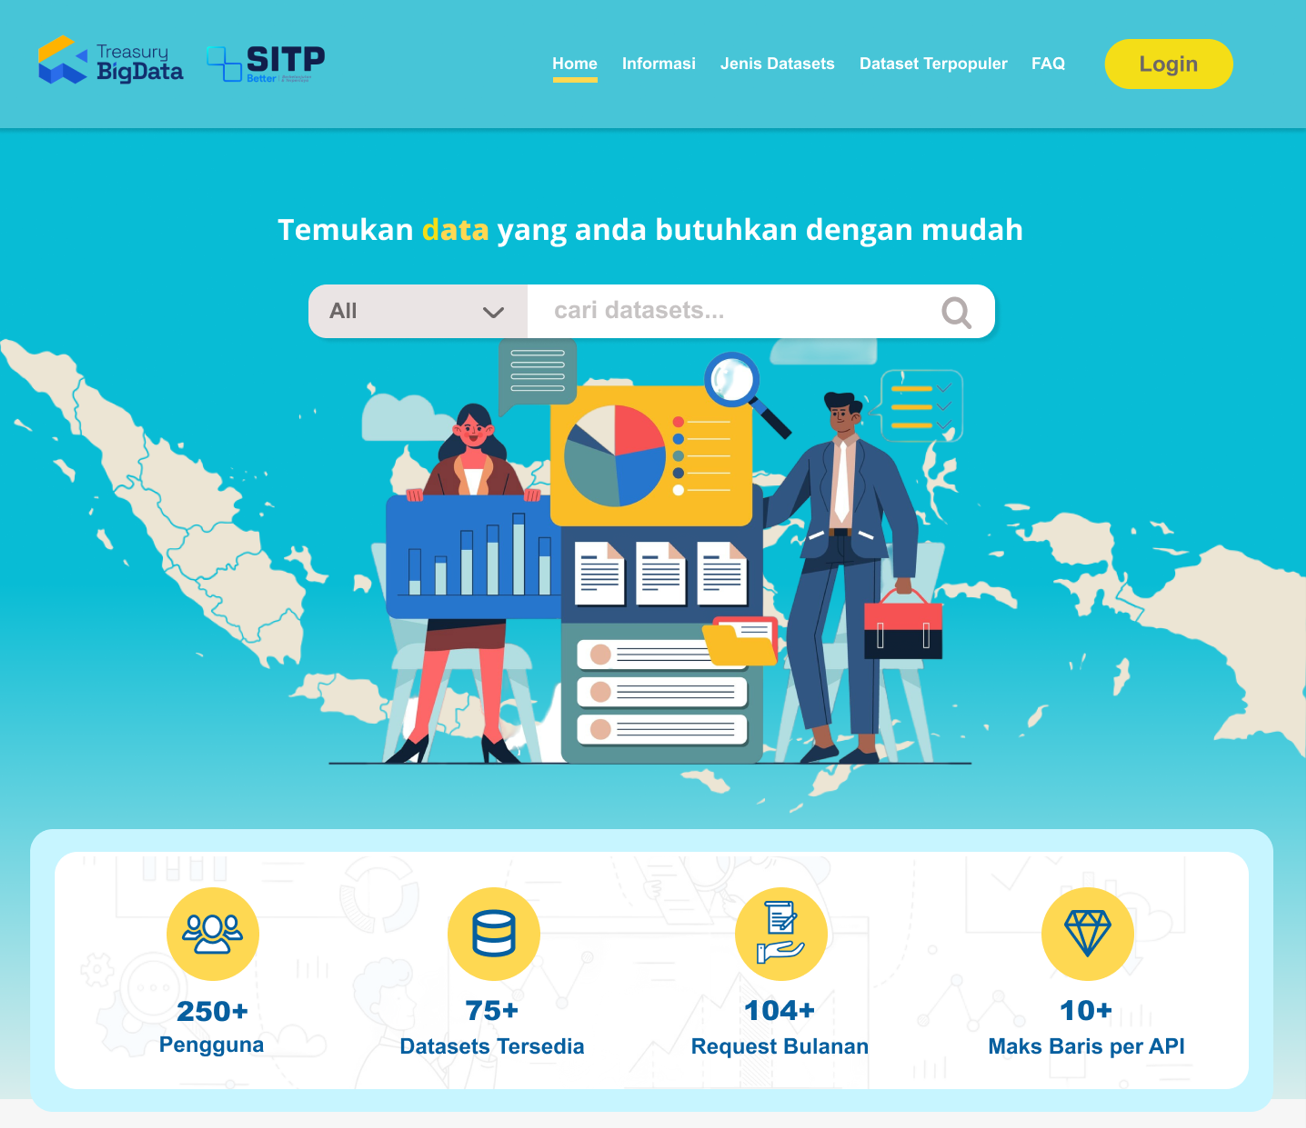 Treasury
BigData
SITP
Better
Home
Informasi
Jenis Datasets
Dataset Terpopuler
FAQ
Login
Temukan data yang anda butuhkan dengan mudah
All
cari datasets...
250+
Pengguna
75+
Datasets Tersedia
104+
Request Bulanan
10+
Maks Baris per API